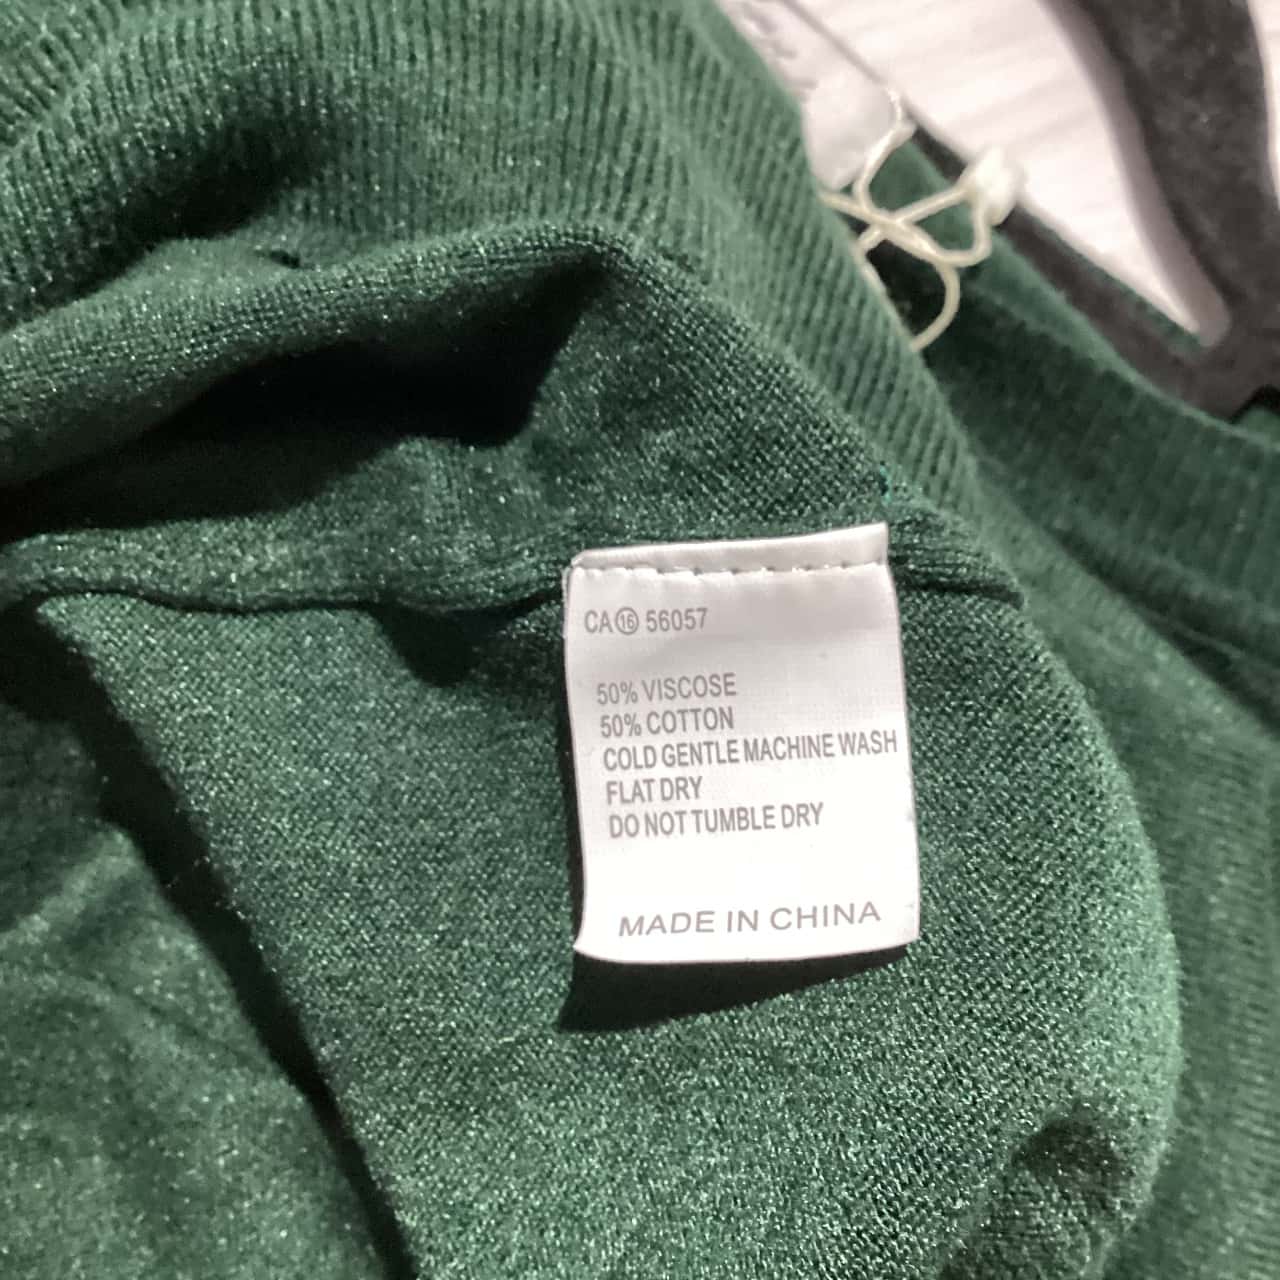 CA⑯ 56057
50% VISCOSE
50% COTTON
COLD GENTLE MACHINE WASH
FLAT DRY
DO NOT TUMBLE DRY
MADE IN CHINA